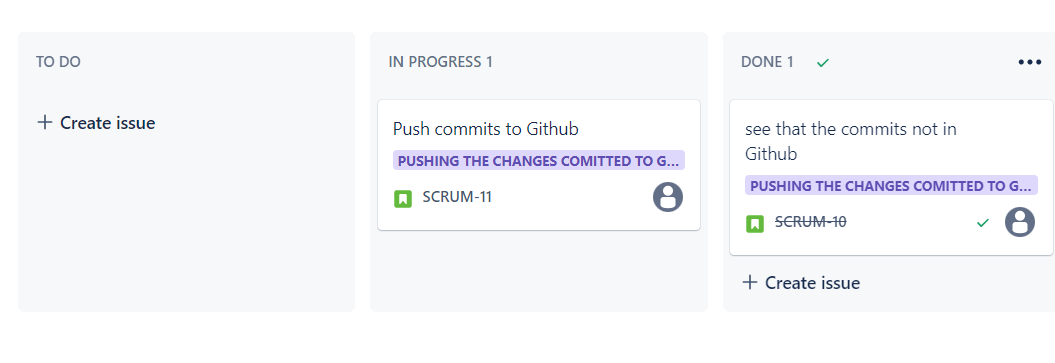 TO DO
+ Create issue
IN PROGRESS 1
Push commits to Github
PUSHING THE CHANGES COMITTED TO G...
SCRUM-11
DONE 1
see that the commits not in
Github
PUSHING THE CHANGES COMITTED TO G...
SCRUM-10
+ Create issue